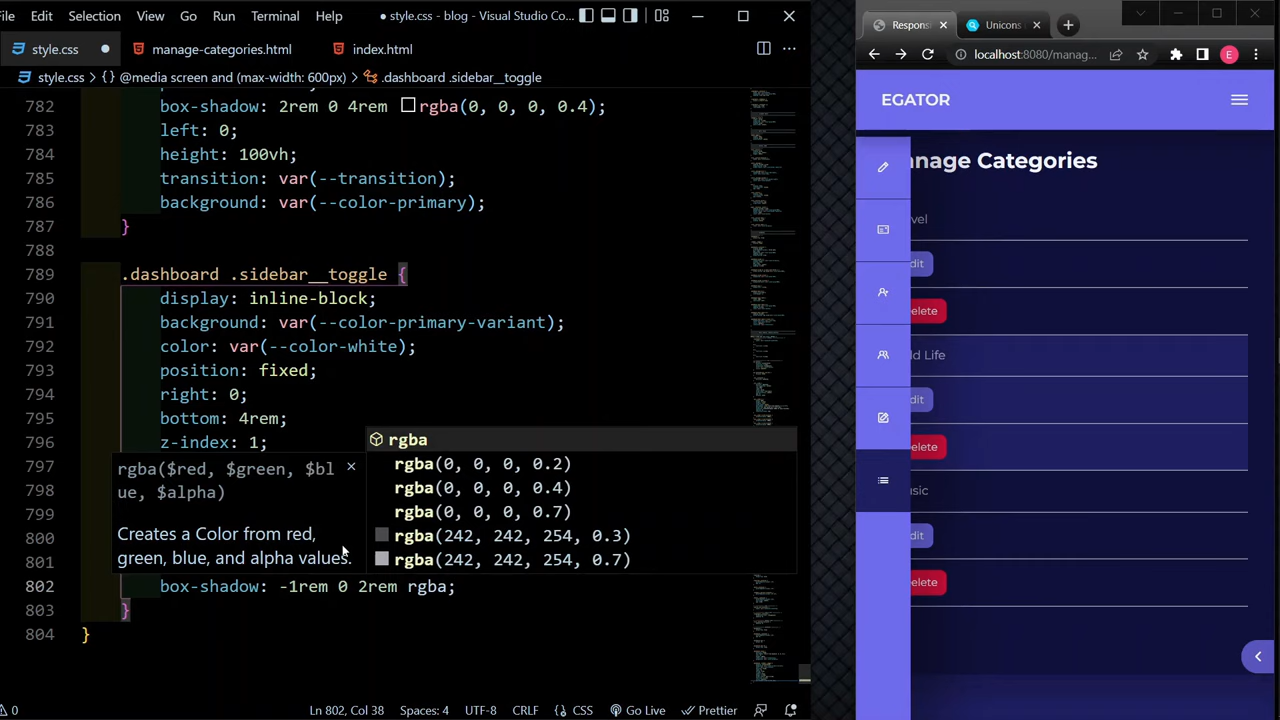 File Edit Selection View Go Run Terminal Help ● style.css - blog - Visual Studio Co...
style.css
manage-categories.html
index.html
style.css > {} @media screen and (max-width: 600px) > .dashboard .sidebar__toggle
782 box-shadow: 2rem 0 4rem rgba(0, 0, 0, 0.4);
783 left: 0;
784 height: 100vh;
785 transition: var(--transition);
786 background: var(--color-primary);
787 }
788
789 .dashboard .sidebar__toggle {
790 display: inline-block;
791 background: var(--color-primary-variant);
792 color: var(--color-white);
793 position: fixed;
794 right: 0;
795 bottom: 4rem;
796 z-index: 1;
797
798
799
800
801
802 box-shadow: -1rem 0 2rem rgba;
803 }
804 }
rgba($red, $green, $bl
ue, $alpha)
Creates a Color from red,
green, blue, and alpha values.
rgba
rgba(0, 0, 0, 0.2)
rgba(0, 0, 0, 0.4)
rgba(0, 0, 0, 0.7)
rgba(242, 242, 254, 0.3)
rgba(242, 242, 254, 0.7)
0
Ln 802, Col 38 Spaces: 4 UTF-8 CRLF {} CSS Go Live Prettier
Respons
Unicons
localhost:8080/manag
E
EGATOR
anage Categories
vel
dit
elete
ld Life
dit
elete
usic
dit
elete